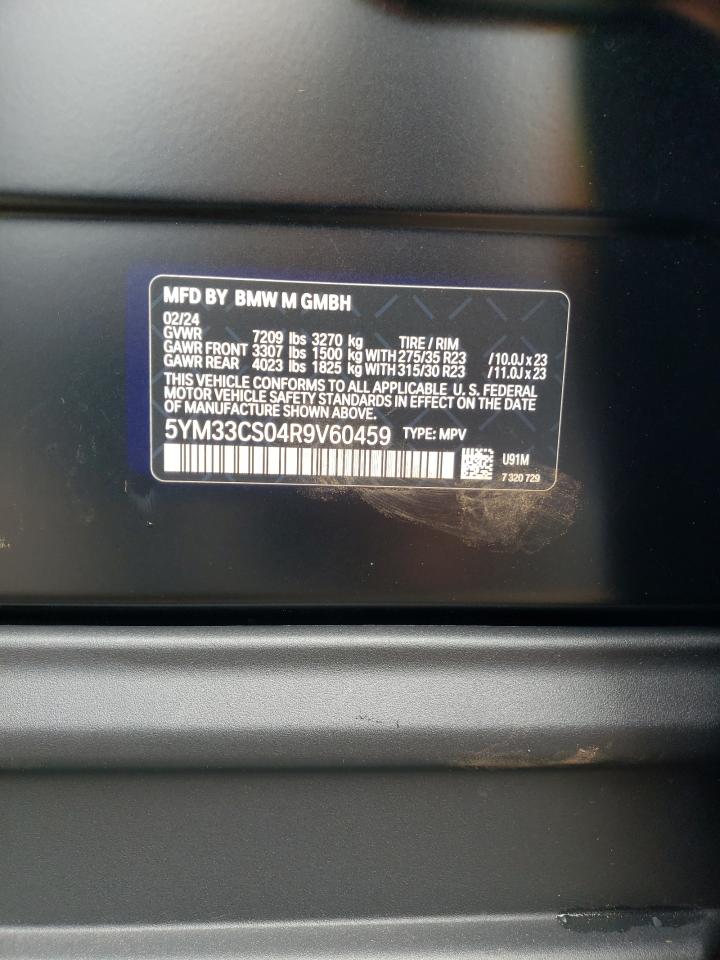 MFD BY BMW M GMBH
02/24
GVWR 7209 lbs 3270 kg TIRE / RIM
GAWR FRONT 3307 lbs 1500 kg WITH 275/35 R23 /10.0J x 23
GAWR REAR 4023 lbs 1825 kg WITH 315/30 R23 /11.0J x 23
THIS VEHICLE CONFORMS TO ALL APPLICABLE U. S. FEDERAL
MOTOR VEHICLE SAFETY STANDARDS IN EFFECT ON THE DATE
OF MANUFACTURE SHOWN ABOVE.
5YM33CS04R9V60459 TYPE: MPV
U91M
7 320 729